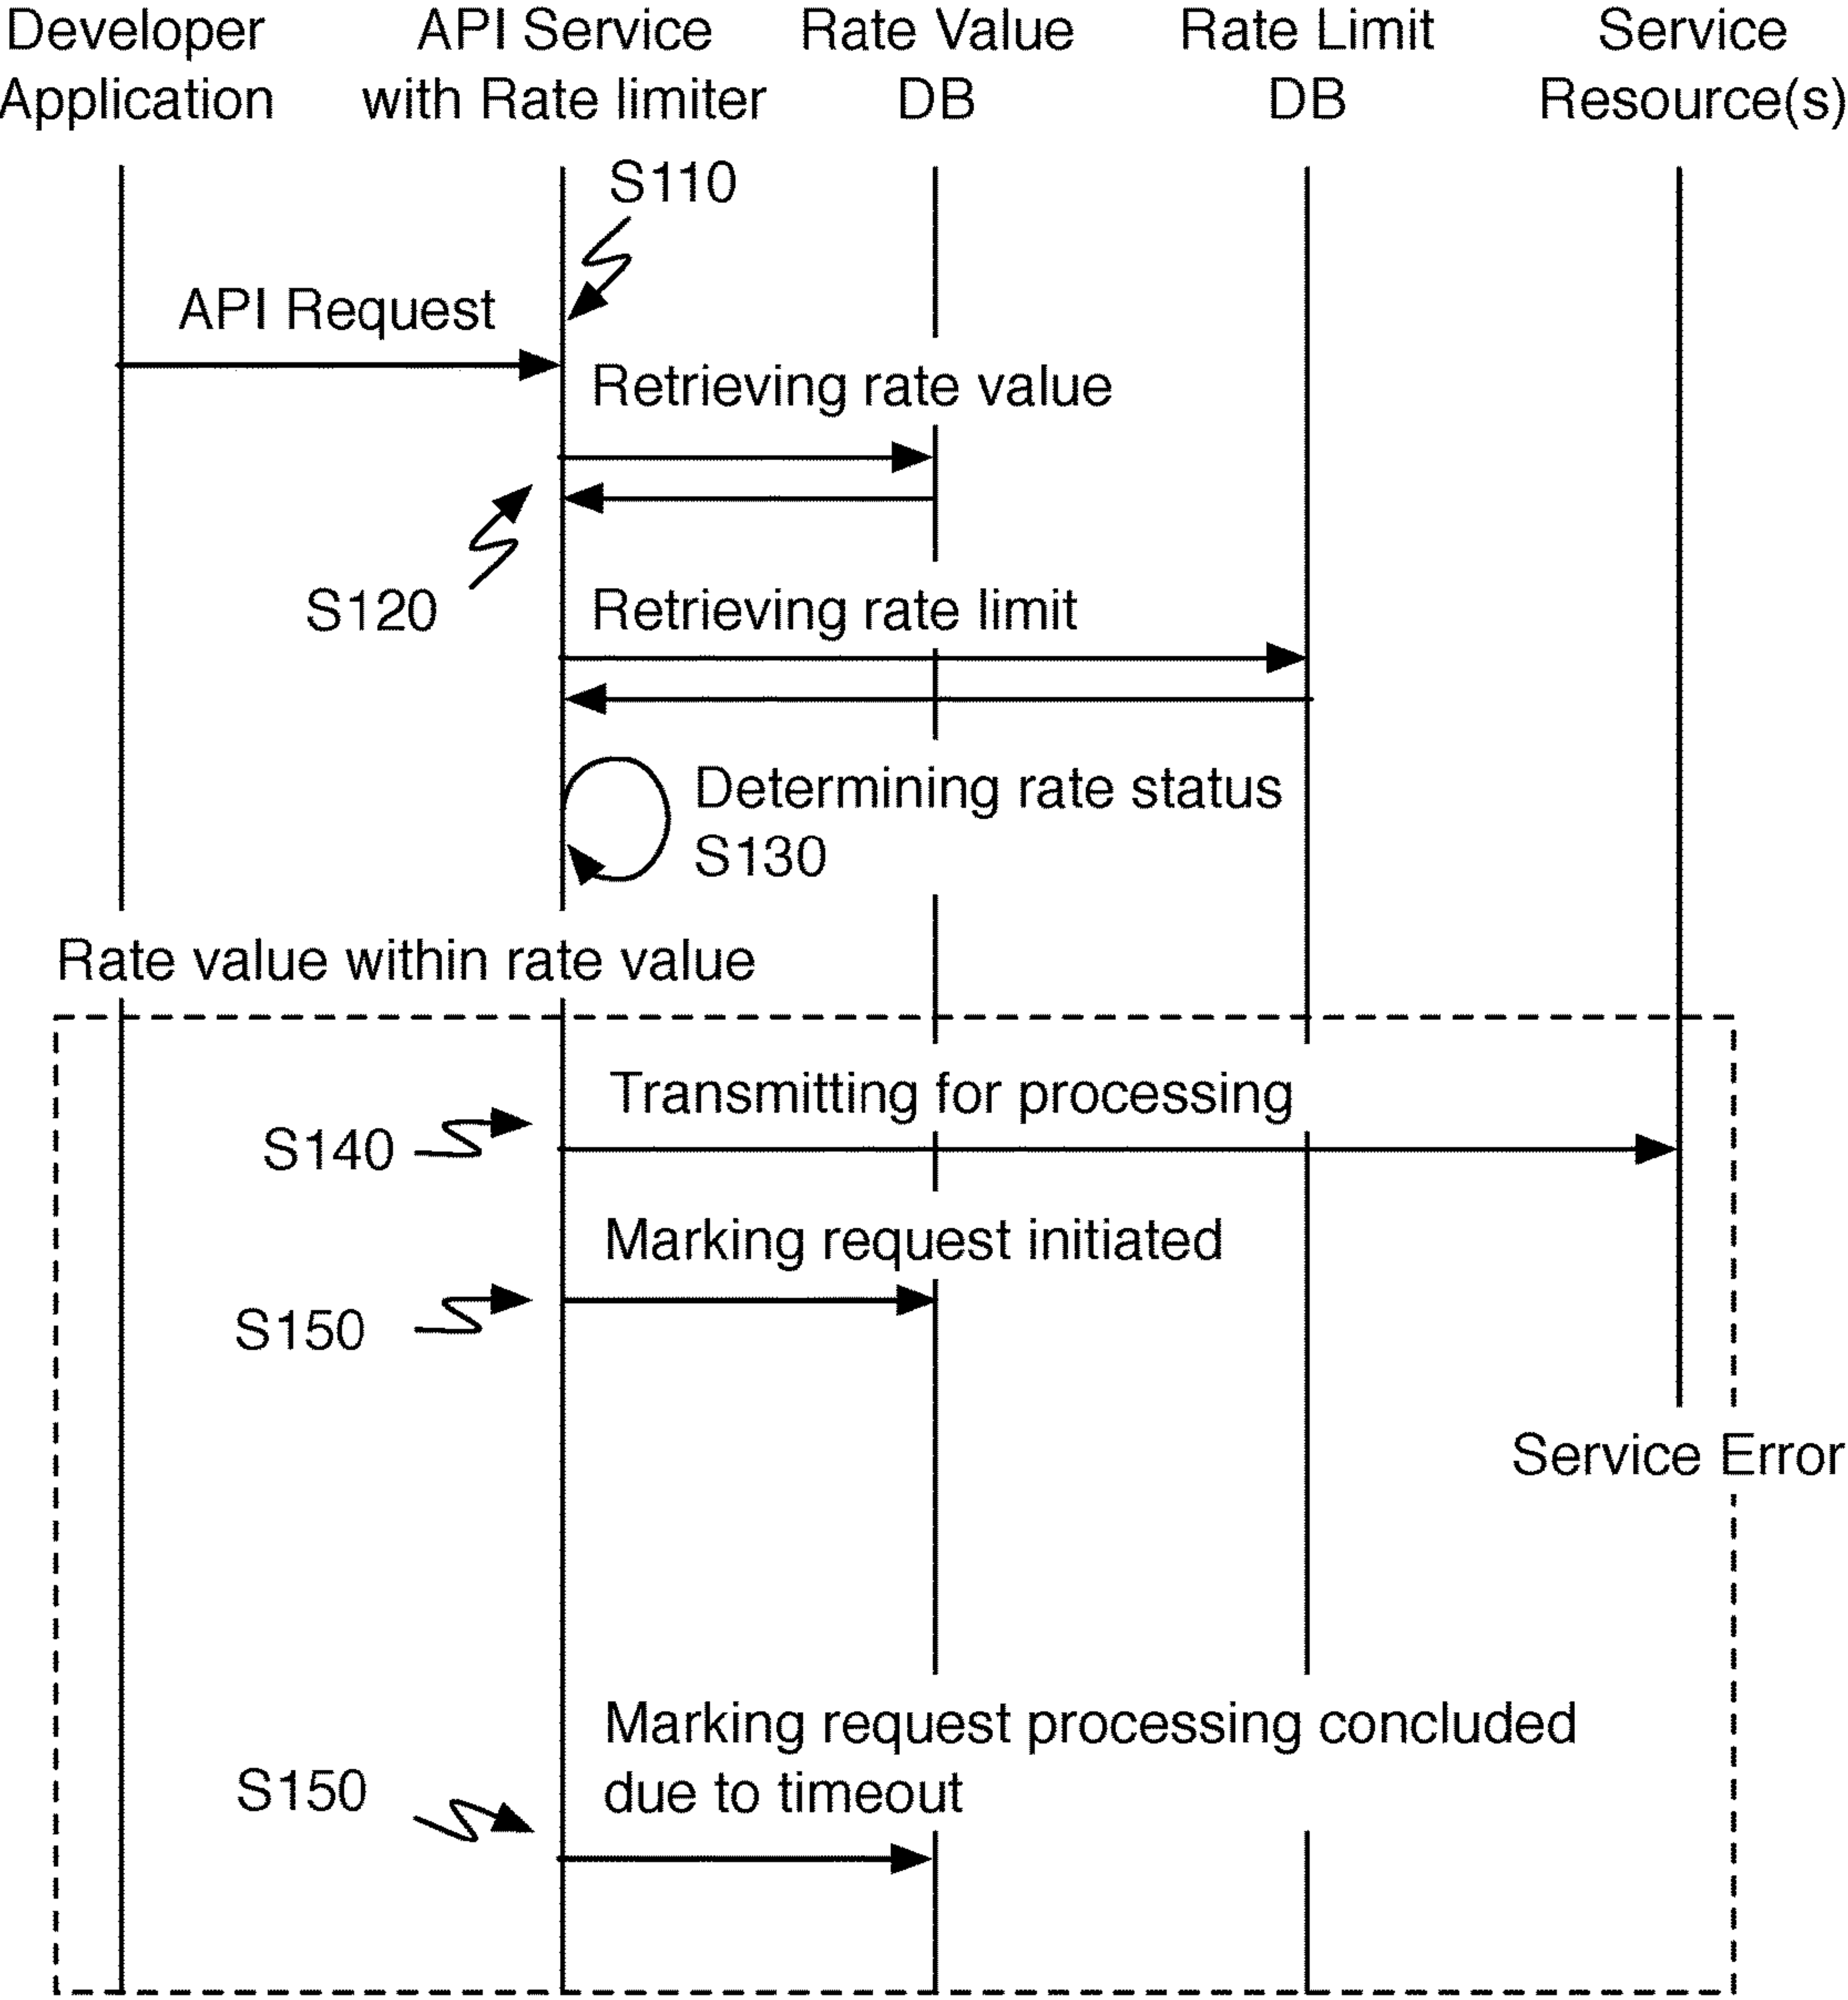 Developer
Application
API Service
with Rate limiter
Rate Value
DB
Rate Limit
DB
Service
Resource(s)
S110
API Request
Retrieving rate value
S120
Retrieving rate limit
Determining rate status
S130
Rate value within rate value
Transmitting for processing
S140
Marking request initiated
S150
Service Error
Marking request processing concluded
due to timeout
S150